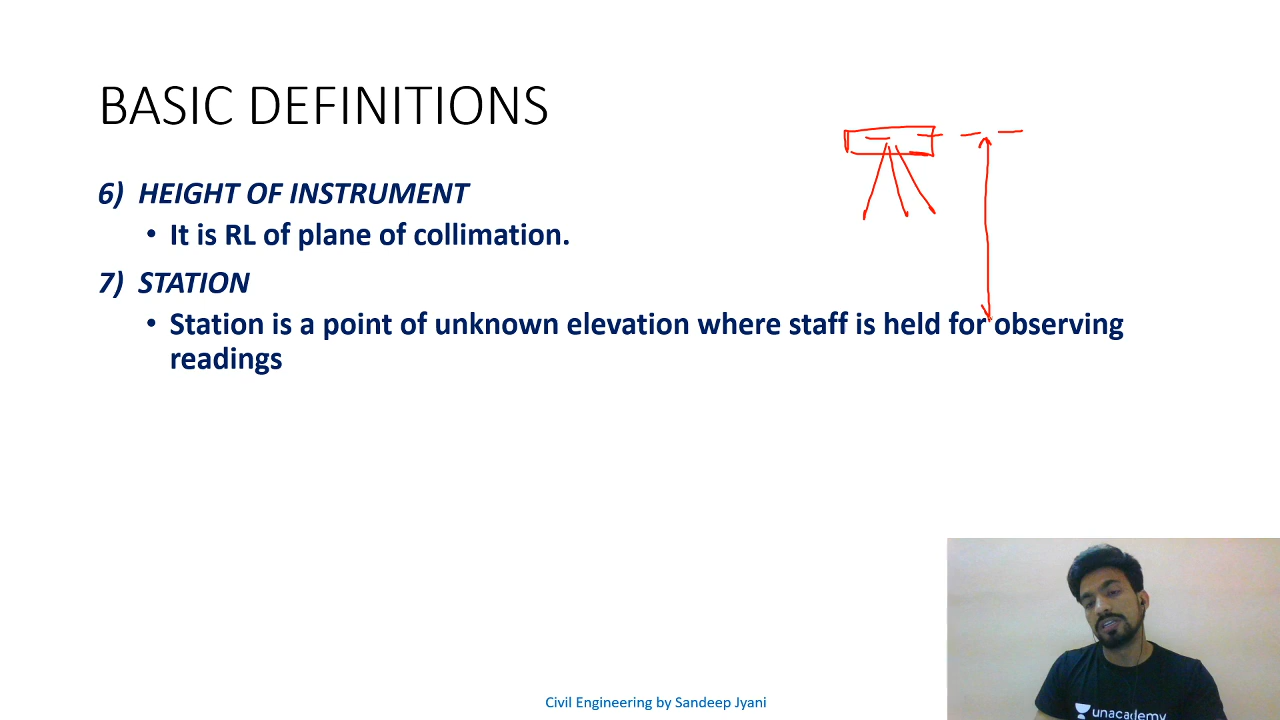 BASIC DEFINITIONS
6) HEIGHT OF INSTRUMENT
• It is RL of plane of collimation.
7) STATION
• Station is a point of unknown elevation where staff is held for observing
readings
unacademy
Civil Engineering by Sandeep Jyani